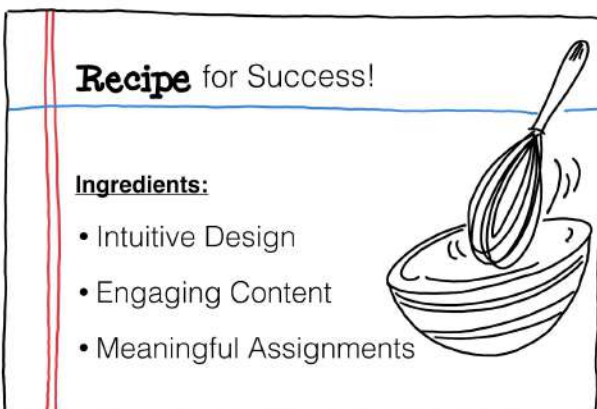 Recipe for Success!
Ingredients:
• Intuitive Design
• Engaging Content
• Meaningful Assignments